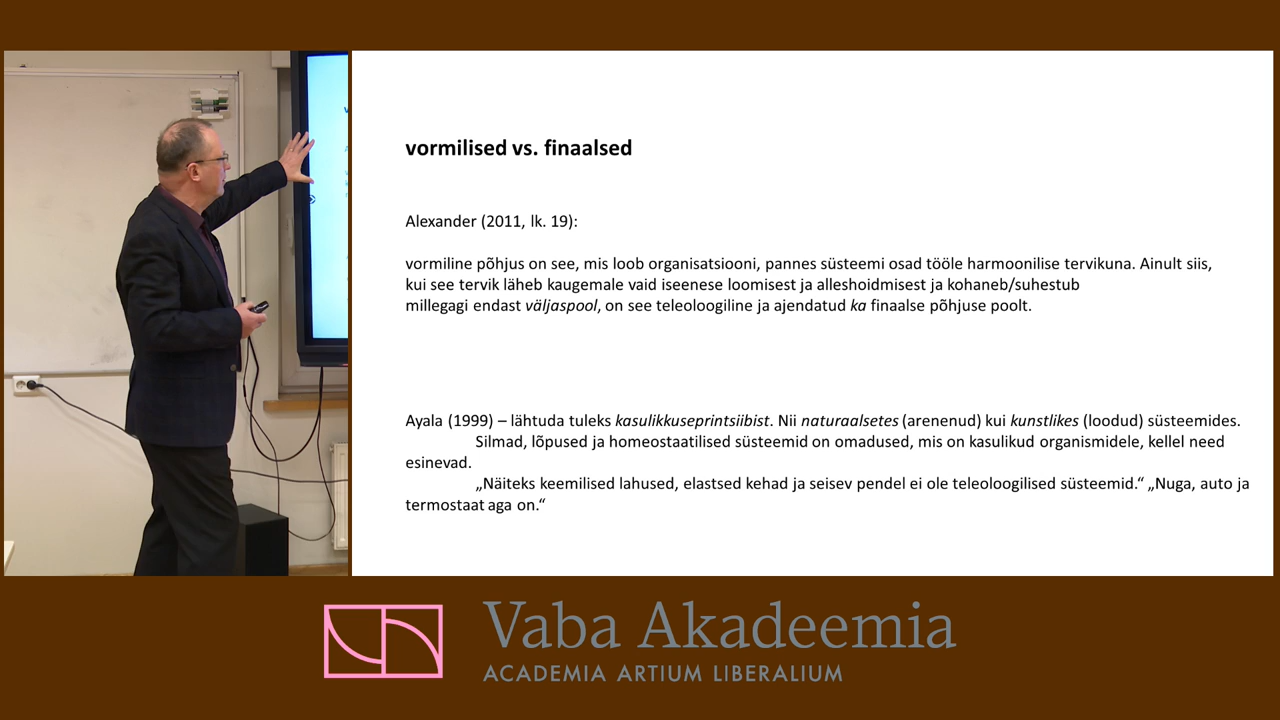 vormilised vs. finaalsed
Alexander (2011, lk. 19):
vormiline põhjus on see, mis loob organisatsiooni, pannes süsteemi osad tööle harmoonilise tervikuna. Ainult siis,
kui see tervik läheb kaugemale vaid iseenese loomisest ja alleshoidmisest ja kohaneb/suhestub
millegagi endast väljaspool, on see teleoloogiline ja ajendatud ka finaalse põhjuse poolt.
Ayala (1999) – lähtuda tuleks kasulikkuseprintsiibist. Nii naturaalsetes (arenenud) kui kunstlikes (loodud) süsteemides.
Silmad, lõpused ja homeostaatilised süsteemid on omadused, mis on kasulikud organismidele, kellel need
esinevad.
„Näiteks keemilised lahused, elastsed kehad ja seisev pendel ei ole teleoloogilised süsteemid.“ „Nuga, auto ja
termostaat aga on.“
Vaba Akadeemia
ACADEMIA ARTIUM LIBERALIUM